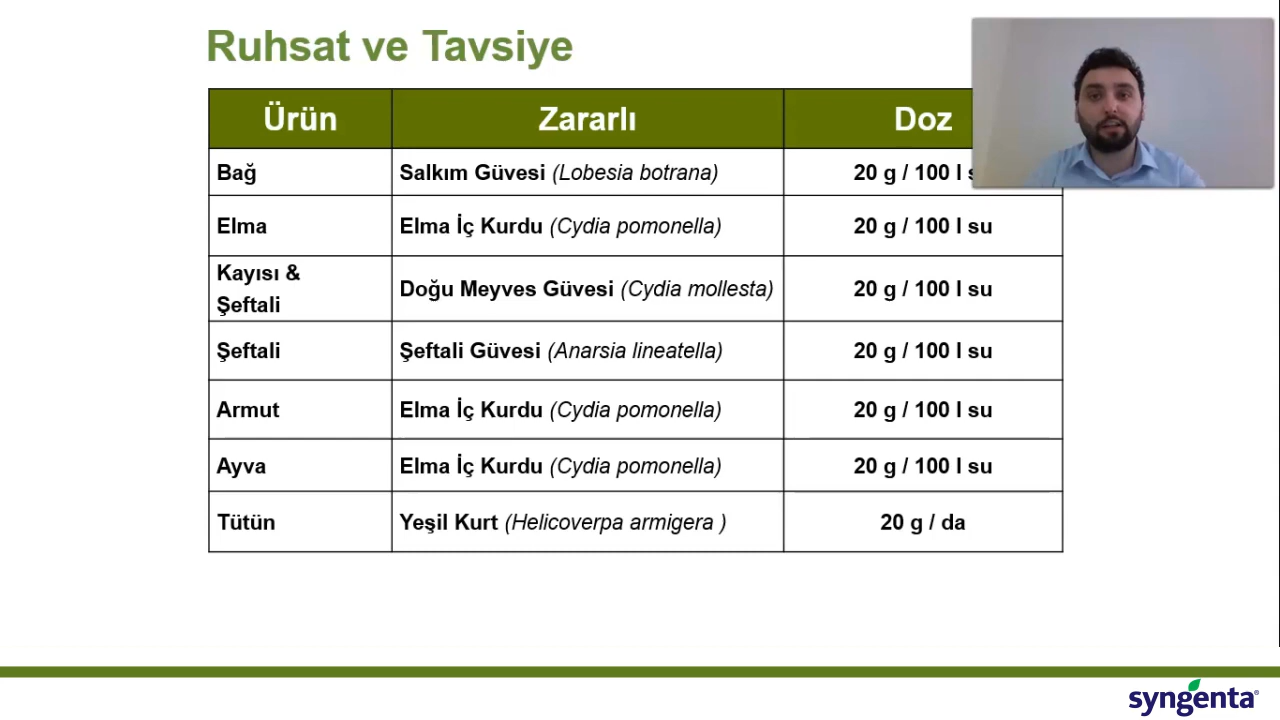 Ruhsat ve Tavsiye
Ürün Zararlı Doz
Bağ Salkım Güvesi (Lobesia botrana) 20 g / 100 l
Elma Elma İç Kurdu (Cydia pomonella) 20 g / 100 l su
Kayısı &
Şeftali Doğu Meyves Güvesi (Cydia mollesta) 20 g / 100 l su
Şeftali Şeftali Güvesi (Anarsia lineatella) 20 g / 100 l su
Armut Elma İç Kurdu (Cydia pomonella) 20 g / 100 l su
Ayva Elma İç Kurdu (Cydia pomonella) 20 g / 100 l su
Tütün Yeşil Kurt (Helicoverpa armigera ) 20 g / da
syngenta®